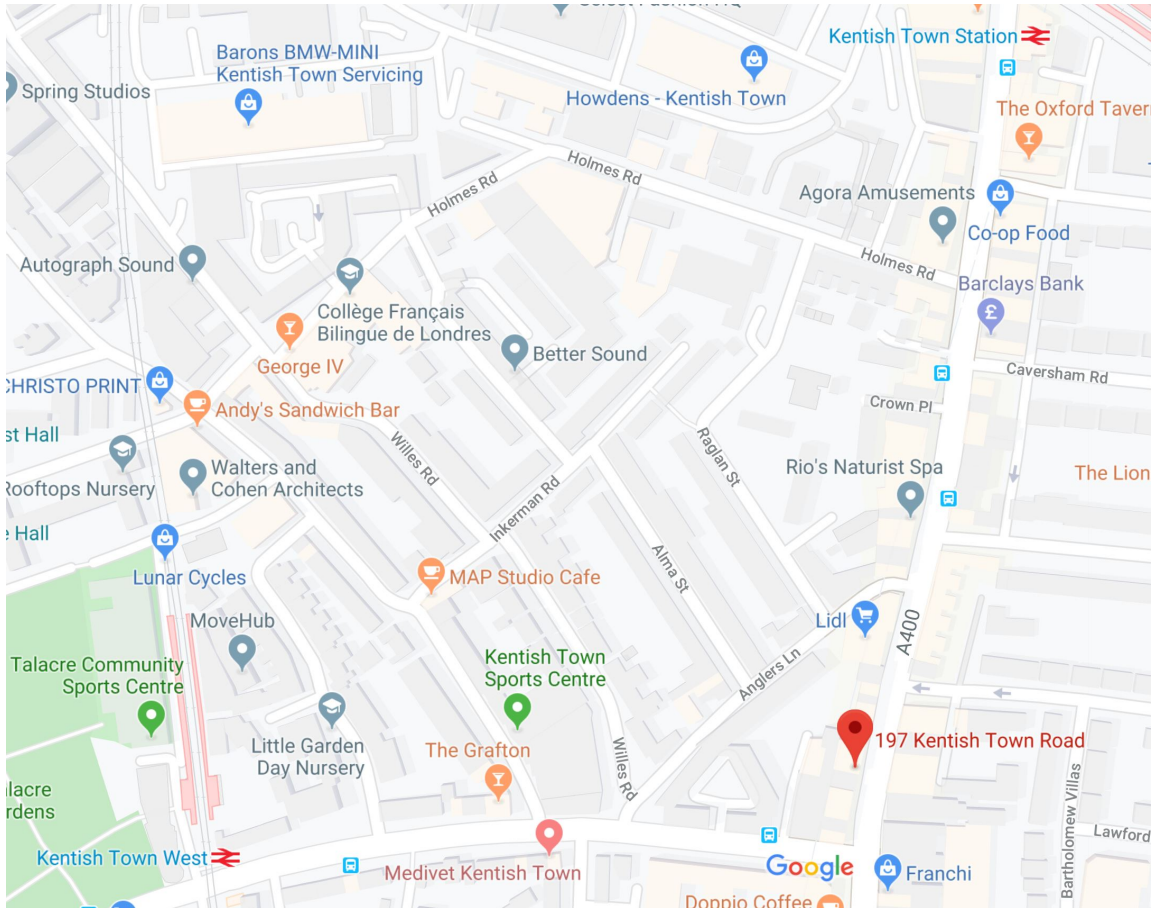 Select Fashion HQ
Kentish Town Station
Barons BMW-MINI
Kentish Town Servicing
Spring Studios
Howdens - Kentish Town
The Oxford Taver
Holmes Rd
Holmes Rd
Agora Amusements
Co-op Food
Holmes Rd
Autograph Sound
Barclays Bank
£
Collège Français
Bilingue de Londres
Better Sound
George IV
Caversham Rd
CHRISTO PRINT
Andy's Sandwich Bar
Crown Pl
st Hall
Willes Rd
Raglan St
Walters and
Cohen Architects
Rio's Naturist Spa
The Lion
Rooftops Nursery
Inkerman Rd
e Hall
Alma St
Lunar Cycles
MAP Studio Cafe
MoveHub
Lidl
A400
Talacre Community
Sports Centre
Kentish Town
Sports Centre
Anglers Ln
Little Garden
Day Nursery
The Grafton
Willes Rd
197 Kentish Town Road
alacre
rdens
Bartholomew Villas
Lawford
Kentish Town West
Medivet Kentish Town
Google
Franchi
Doppio Coffee